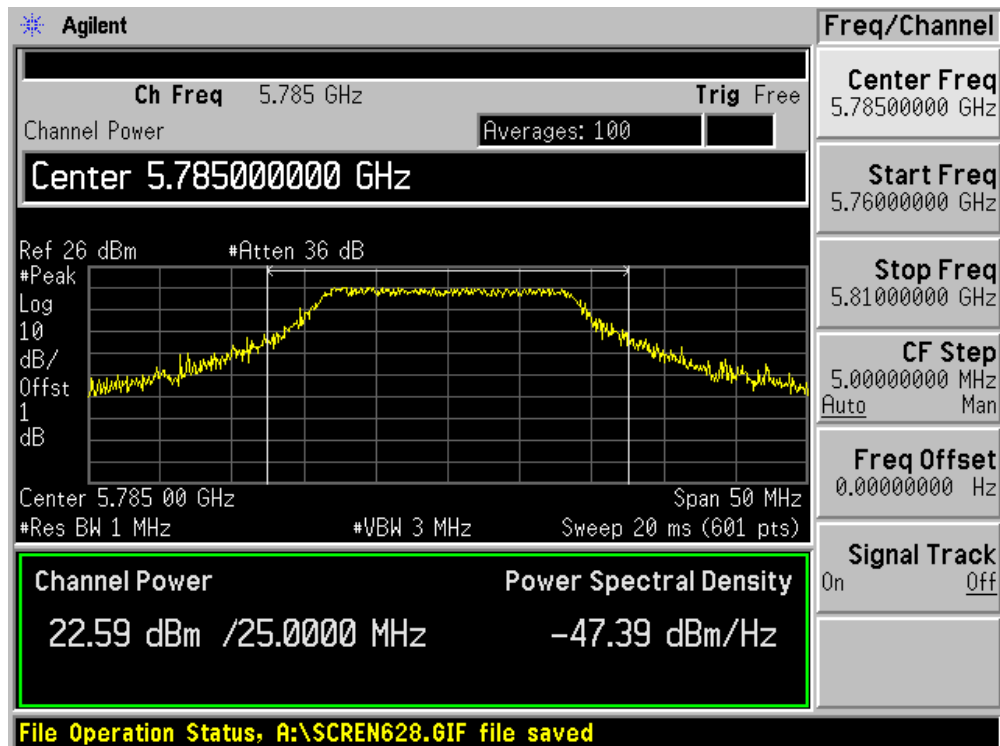 Agilent
Freq/Channel
Ch Freq 5.785 GHz Trig Free
Channel Power Averages: 100
Center 5.785000000 GHz
Ref 26 dBm #Atten 36 dB
#Peak
Log
10
dB/
Offst
1
dB
Center 5.785 00 GHz Span 50 MHz
#Res BW 1 MHz #VBW 3 MHz Sweep 20 ms (601 pts)
Channel Power Power Spectral Density
22.59 dBm /25.0000 MHz -47.39 dBm/Hz
File Operation Status, A:\SCREN628.GIF file saved
Center Freq
5.78500000 GHz
Start Freq
5.76000000 GHz
Stop Freq
5.81000000 GHz
CF Step
5.00000000 MHz
Auto Man
Freq Offset
0.00000000 Hz
Signal Track
On Off